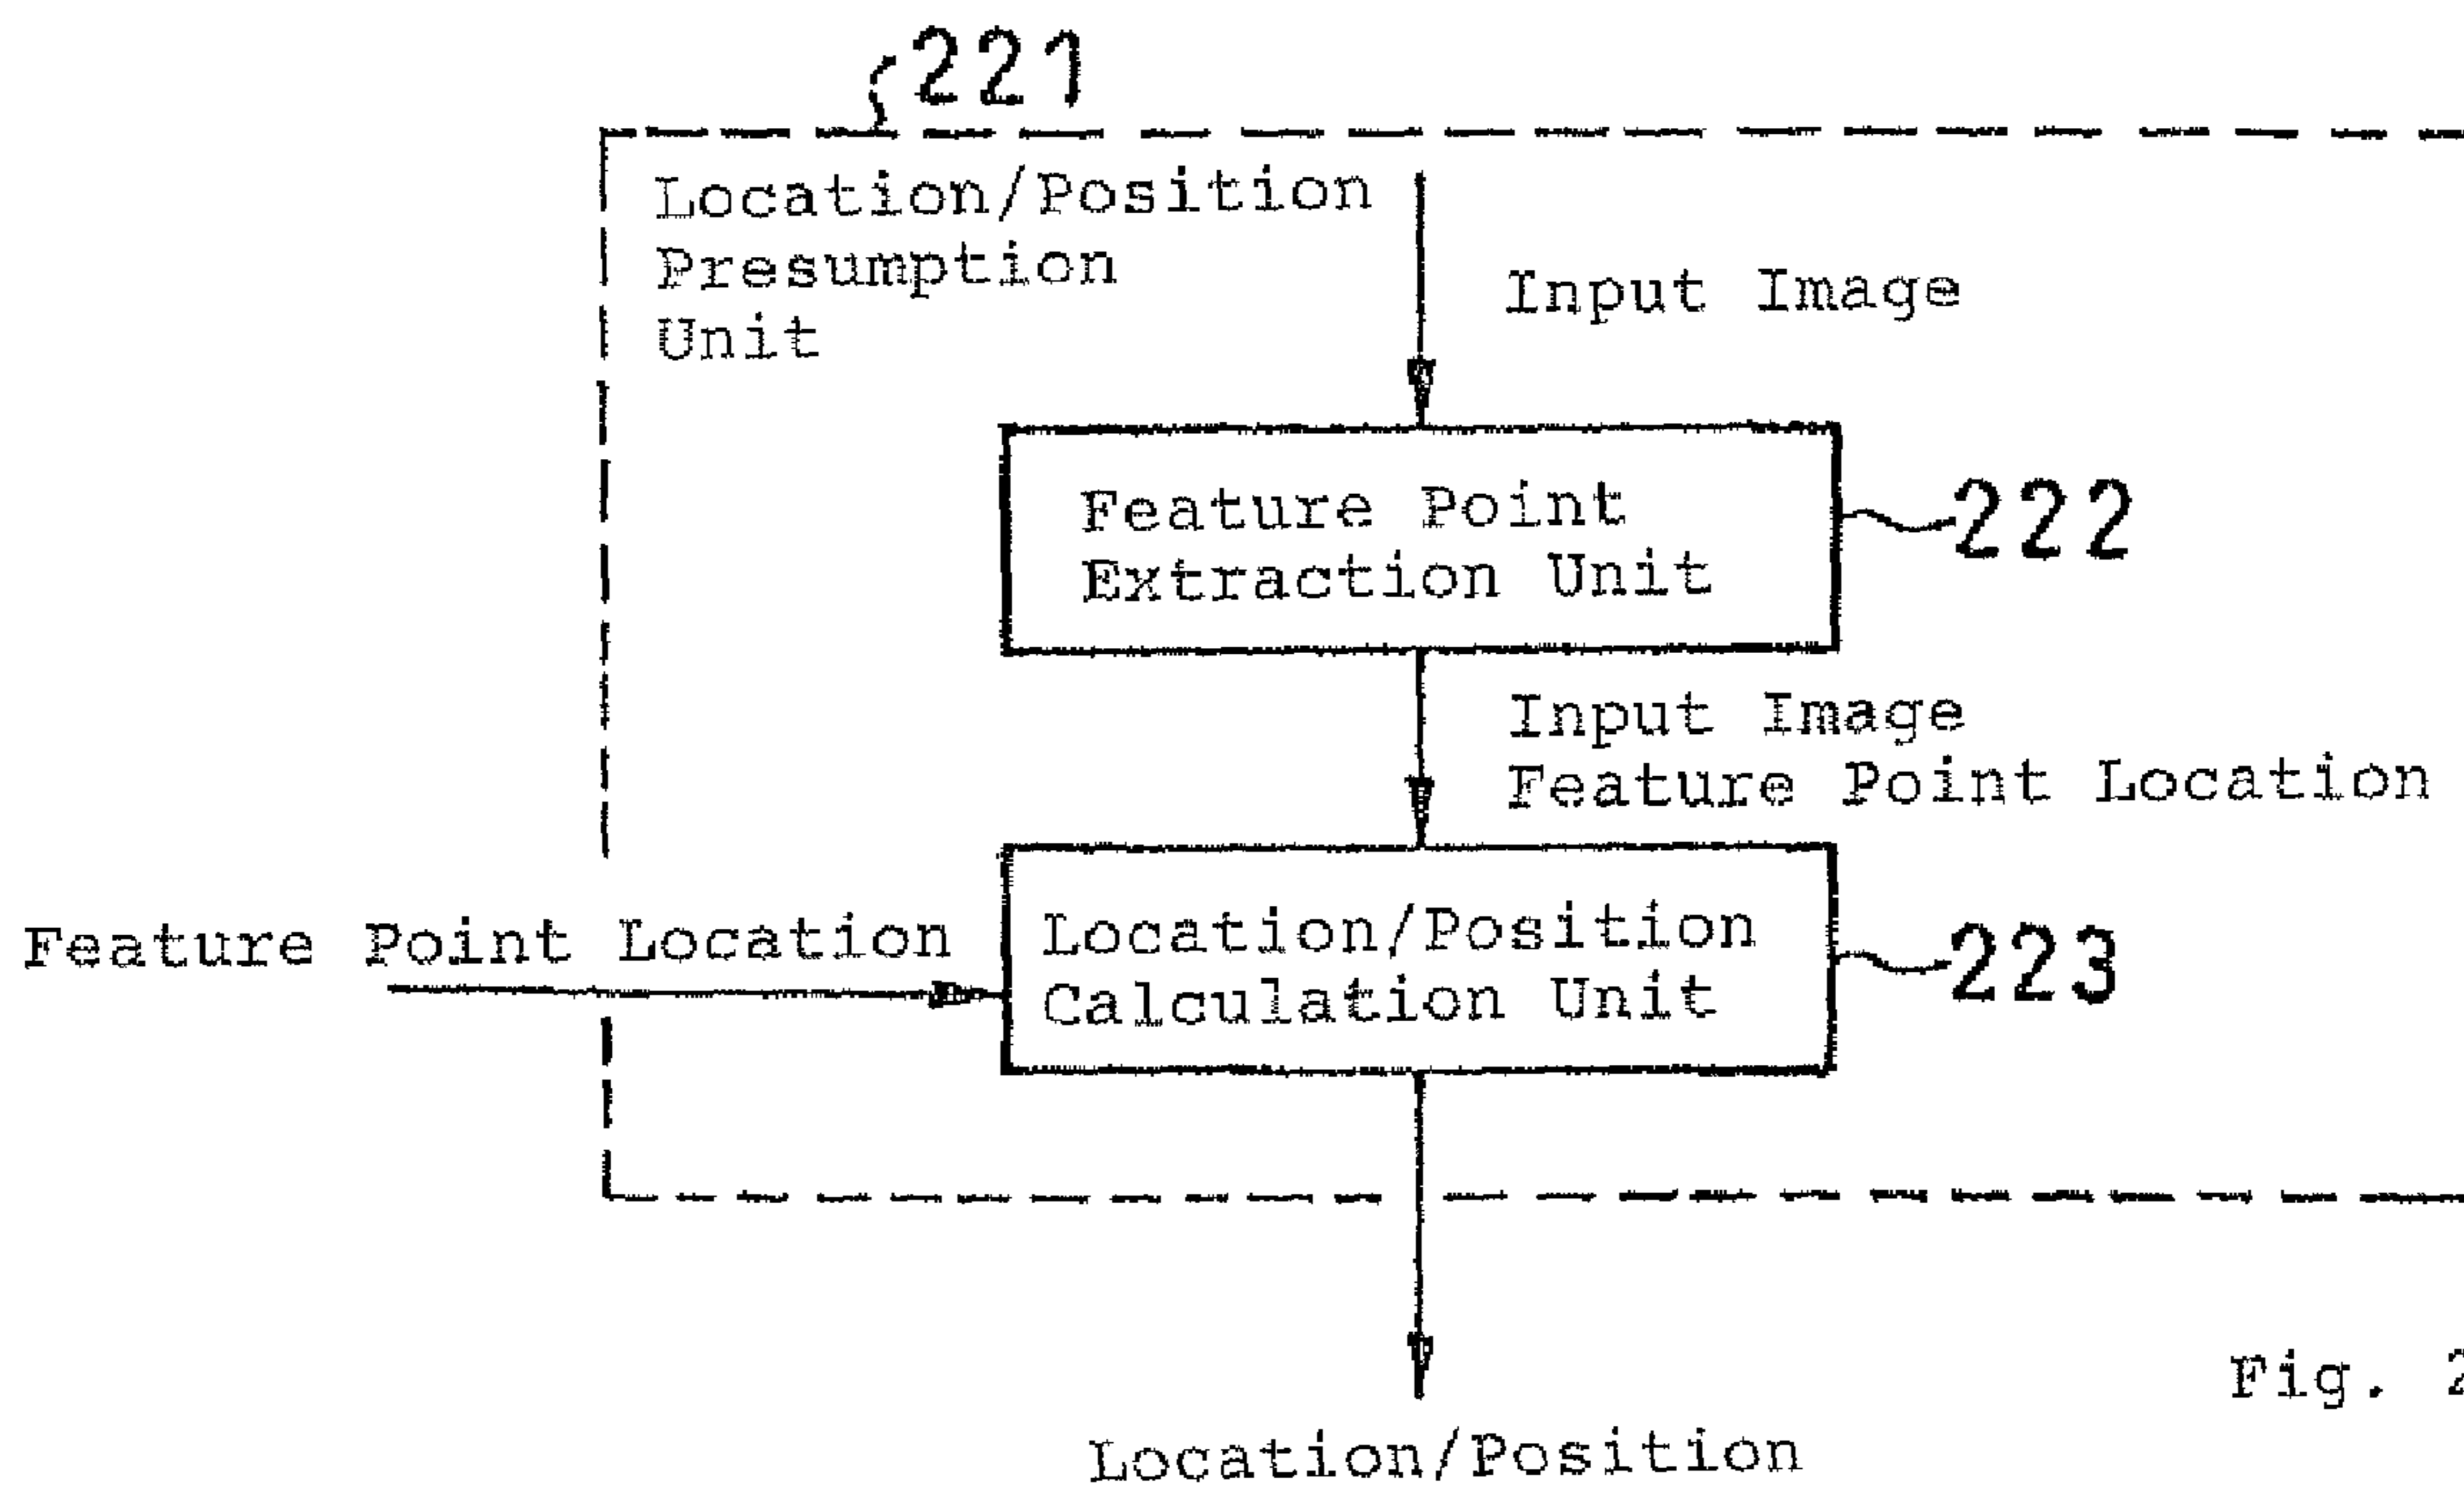 221
Location/Position
Presumption
Unit
Input Image
Feature Point
Extraction Unit
222
Input Image
Feature Point Location
Feature Point Location
Location/Position
Calculation Unit
223
Fig.
Location/Position